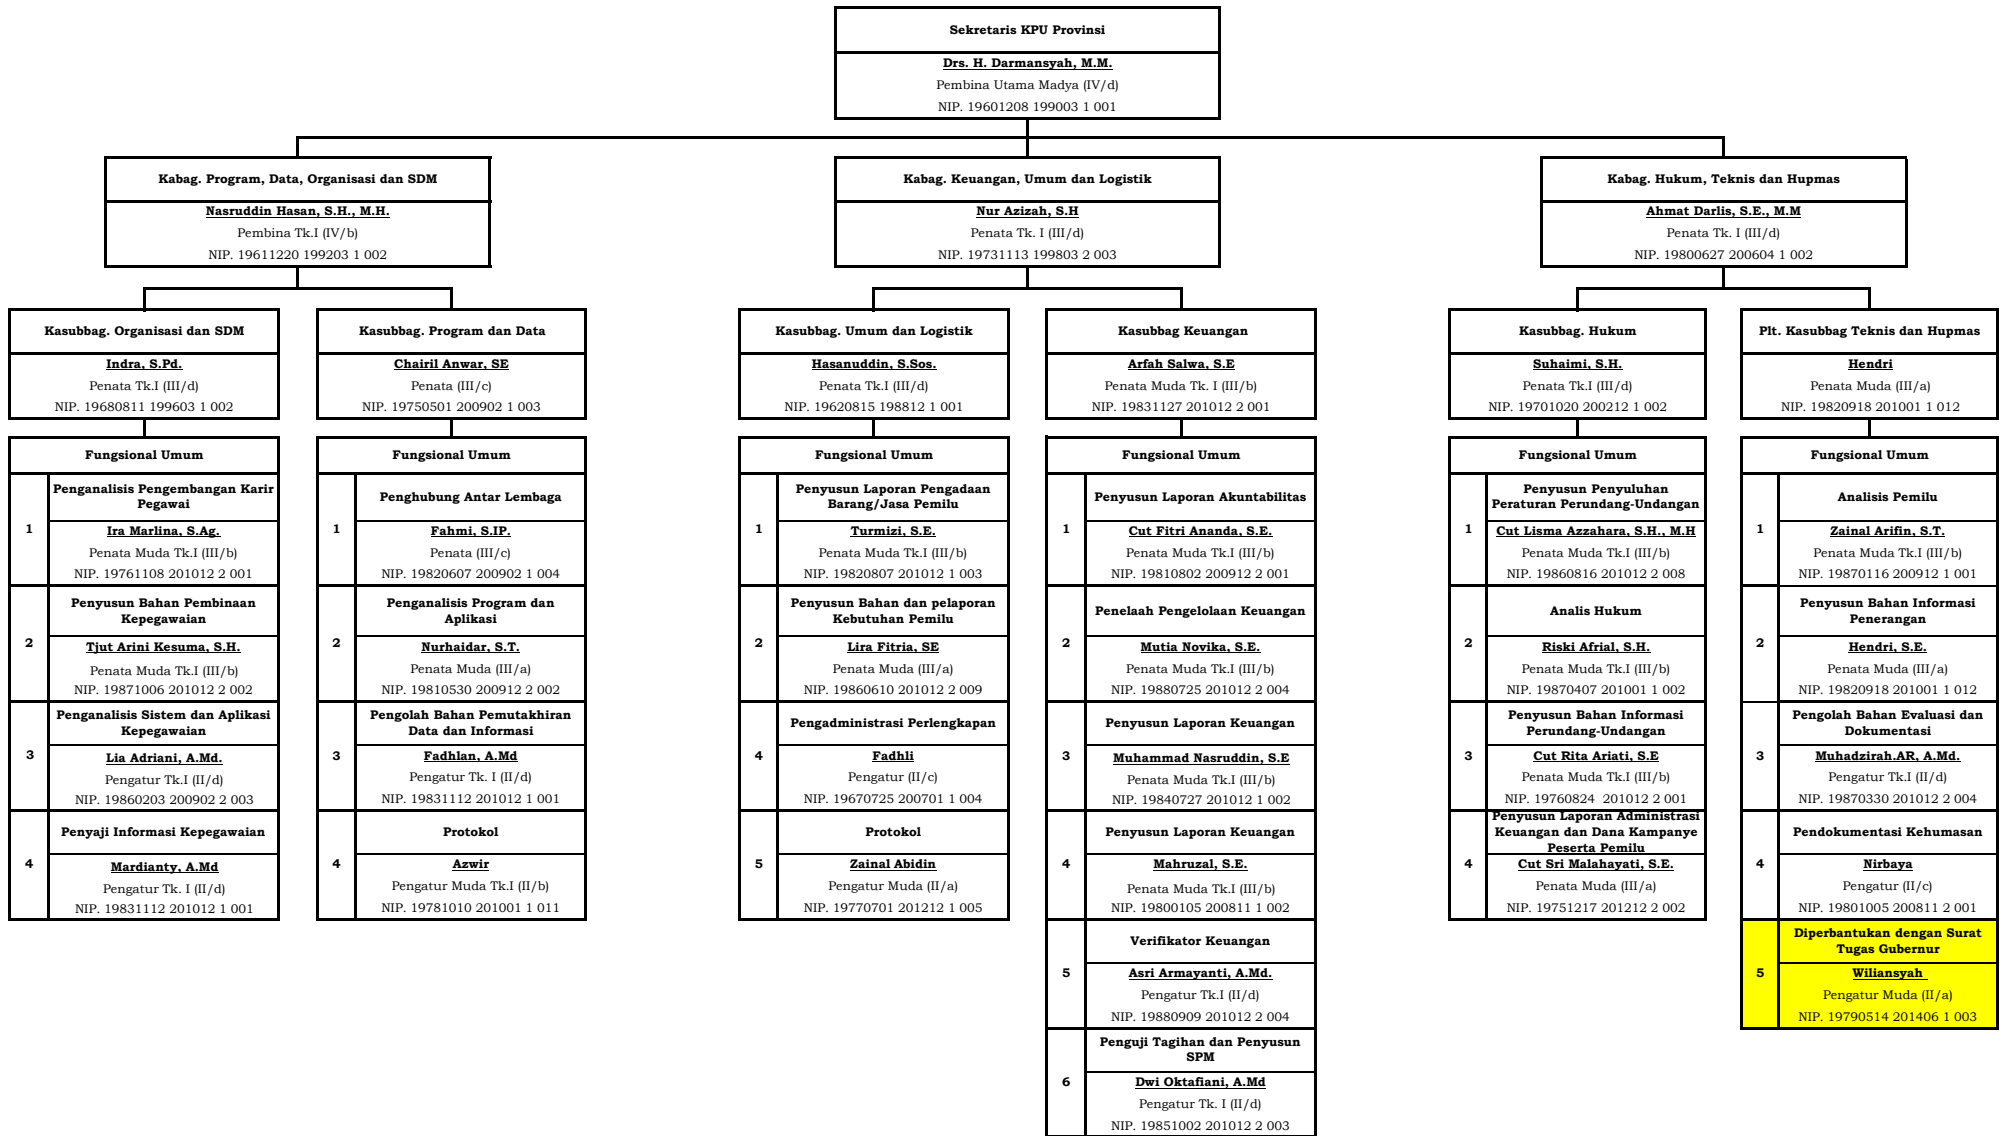 Sekretaris KPU Provinsi
Drs. H. Darmansyah, M.M.
Pembina Utama Madya (IV/d)
NIP. 19601208 199003 1 001
Kabag. Program, Data, Organisasi dan SDM
Nasruddin Hasan, S.H., M.H.
Pembina Tk.I (IV/b)
NIP. 19611220 199203 1 002
Kabag. Keuangan, Umum dan Logistik
Nur Azizah, S.H
Penata Tk. I (III/d)
NIP. 19731113 199803 2 003
Kabag. Hukum, Teknis dan Hupmas
Ahmat Darlis, S.E., M.M
Penata Tk. I (III/d)
NIP. 19800627 200604 1 002
Kasubbag. Organisasi dan SDM
Indra, S.Pd.
Penata Tk.I (III/d)
NIP. 19680811 199603 1 002
Fungsional Umum
1
Penganalisis Pengembangan Karir
Pegawai
Ira Marlina, S.Ag.
Penata Muda Tk.I (III/b)
NIP. 19761108 201012 2 001
2
Penyusun Bahan Pembinaan
Kepegawaian
Tjut Arini Kesuma, S.H.
Penata Muda Tk.I (III/b)
NIP. 19871006 201012 2 002
3
Penganalisis Sistem dan Aplikasi
Kepegawaian
Lia Adriani, A.Md.
Pengatur Tk.I (II/d)
NIP. 19860203 200902 2 003
4
Penyaji Informasi Kepegawaian
Mardianty, A.Md
Pengatur Tk. I (II/d)
NIP. 19831112 201012 1 001
Kasubbag. Program dan Data
Chairil Anwar, SE
Penata (III/c)
NIP. 19750501 200902 1 003
Fungsional Umum
1
Penghubung Antar Lembaga
Fahmi, S.IP.
Penata (III/c)
NIP. 19820607 200902 1 004
2
Penganalisis Program dan
Aplikasi
Nurhaidar, S.T.
Penata Muda (III/a)
NIP. 19810530 200912 2 002
3
Pengolah Bahan Pemutakhiran
Data dan Informasi
Fadhlan, A.Md
Pengatur Tk. I (II/d)
NIP. 19831112 201012 1 001
4
Protokol
Azwir
Pengatur Muda Tk.I (II/b)
NIP. 19781010 201001 1 011
Kasubbag. Umum dan Logistik
Hasanuddin, S.Sos.
Penata Tk.I (III/d)
NIP. 19620815 198812 1 001
Fungsional Umum
1
Penyusun Laporan Pengadaan
Barang/Jasa Pemilu
Turmizi, S.E.
Penata Muda Tk.I (III/b)
NIP. 19820807 201012 1 003
2
Penyusun Bahan dan pelaporan
Kebutuhan Pemilu
Lira Fitria, SE
Penata Muda (III/a)
NIP. 19860610 201012 2 009
4
Pengadministrasi Perlengkapan
Fadhli
Pengatur (II/c)
NIP. 19670725 200701 1 004
5
Protokol
Zainal Abidin
Pengatur Muda (II/a)
NIP. 19770701 201212 1 005
Kasubbag Keuangan
Arfah Salwa, S.E
Penata Muda Tk. I (III/b)
NIP. 19831127 201012 2 001
Fungsional Umum
1
Penyusun Laporan Akuntabilitas
Cut Fitri Ananda, S.E.
Penata Muda Tk.I (III/b)
NIP. 19810802 200912 2 001
2
Penelaah Pengelolaan Keuangan
Mutia Novika, S.E.
Penata Muda Tk.I (III/b)
NIP. 19880725 201012 2 004
3
Penyusun Laporan Keuangan
Muhammad Nasruddin, S.E
Penata Muda Tk.I (III/b)
NIP. 19840727 201012 1 002
4
Penyusun Laporan Keuangan
Mahruzal, S.E.
Penata Muda Tk.I (III/b)
NIP. 19800105 200811 1 002
5
Verifikator Keuangan
Asri Armayanti, A.Md.
Pengatur Tk.I (II/d)
NIP. 19880909 201012 2 004
6
Penguji Tagihan dan Penyusun
SPM
Dwi Oktafiani, A.Md
Pengatur Tk. I (II/d)
NIP. 19851002 201012 2 003
Kasubbag. Hukum
Suhaimi, S.H.
Penata Tk.I (III/d)
NIP. 19701020 200212 1 002
Fungsional Umum
1
Penyusun Penyuluhan
Peraturan Perundang-Undangan
Cut Lisma Azzahara, S.H., M.H
Penata Muda Tk.I (III/b)
NIP. 19860816 201012 2 008
2
Analis Hukum
Riski Afrial, S.H.
Penata Muda Tk.I (III/b)
NIP. 19870407 201001 1 002
3
Penyusun Bahan Informasi
Perundang-Undangan
Cut Rita Ariati, S.E
Penata Muda Tk.I (III/b)
NIP. 19760824 201012 2 001
4
Penyusun Laporan Administrasi
Keuangan dan Dana Kampanye
Peserta Pemilu
Cut Sri Malahayati, S.E.
Penata Muda (III/a)
NIP. 19751217 201212 2 002
Plt. Kasubbag Teknis dan Hupmas
Hendri
Penata Muda (III/a)
NIP. 19820918 201001 1 012
Fungsional Umum
1
Analisis Pemilu
Zainal Arifin, S.T.
Penata Muda Tk.I (III/b)
NIP. 19870116 200912 1 001
2
Penyusun Bahan Informasi
Penerangan
Hendri, S.E.
Penata Muda (III/a)
NIP. 19820918 201001 1 012
3
Pengolah Bahan Evaluasi dan
Dokumentasi
Muhadzirah.AR, A.Md.
Pengatur Tk.I (II/d)
NIP. 19870330 201012 2 004
4
Pendokumentasi Kehumasan
Nirbaya
Pengatur (II/c)
NIP. 19801005 200811 2 001
5
Diperbantukan dengan Surat
Tugas Gubernur
Wiliansyah
Pengatur Muda (II/a)
NIP. 19790514 201406 1 003